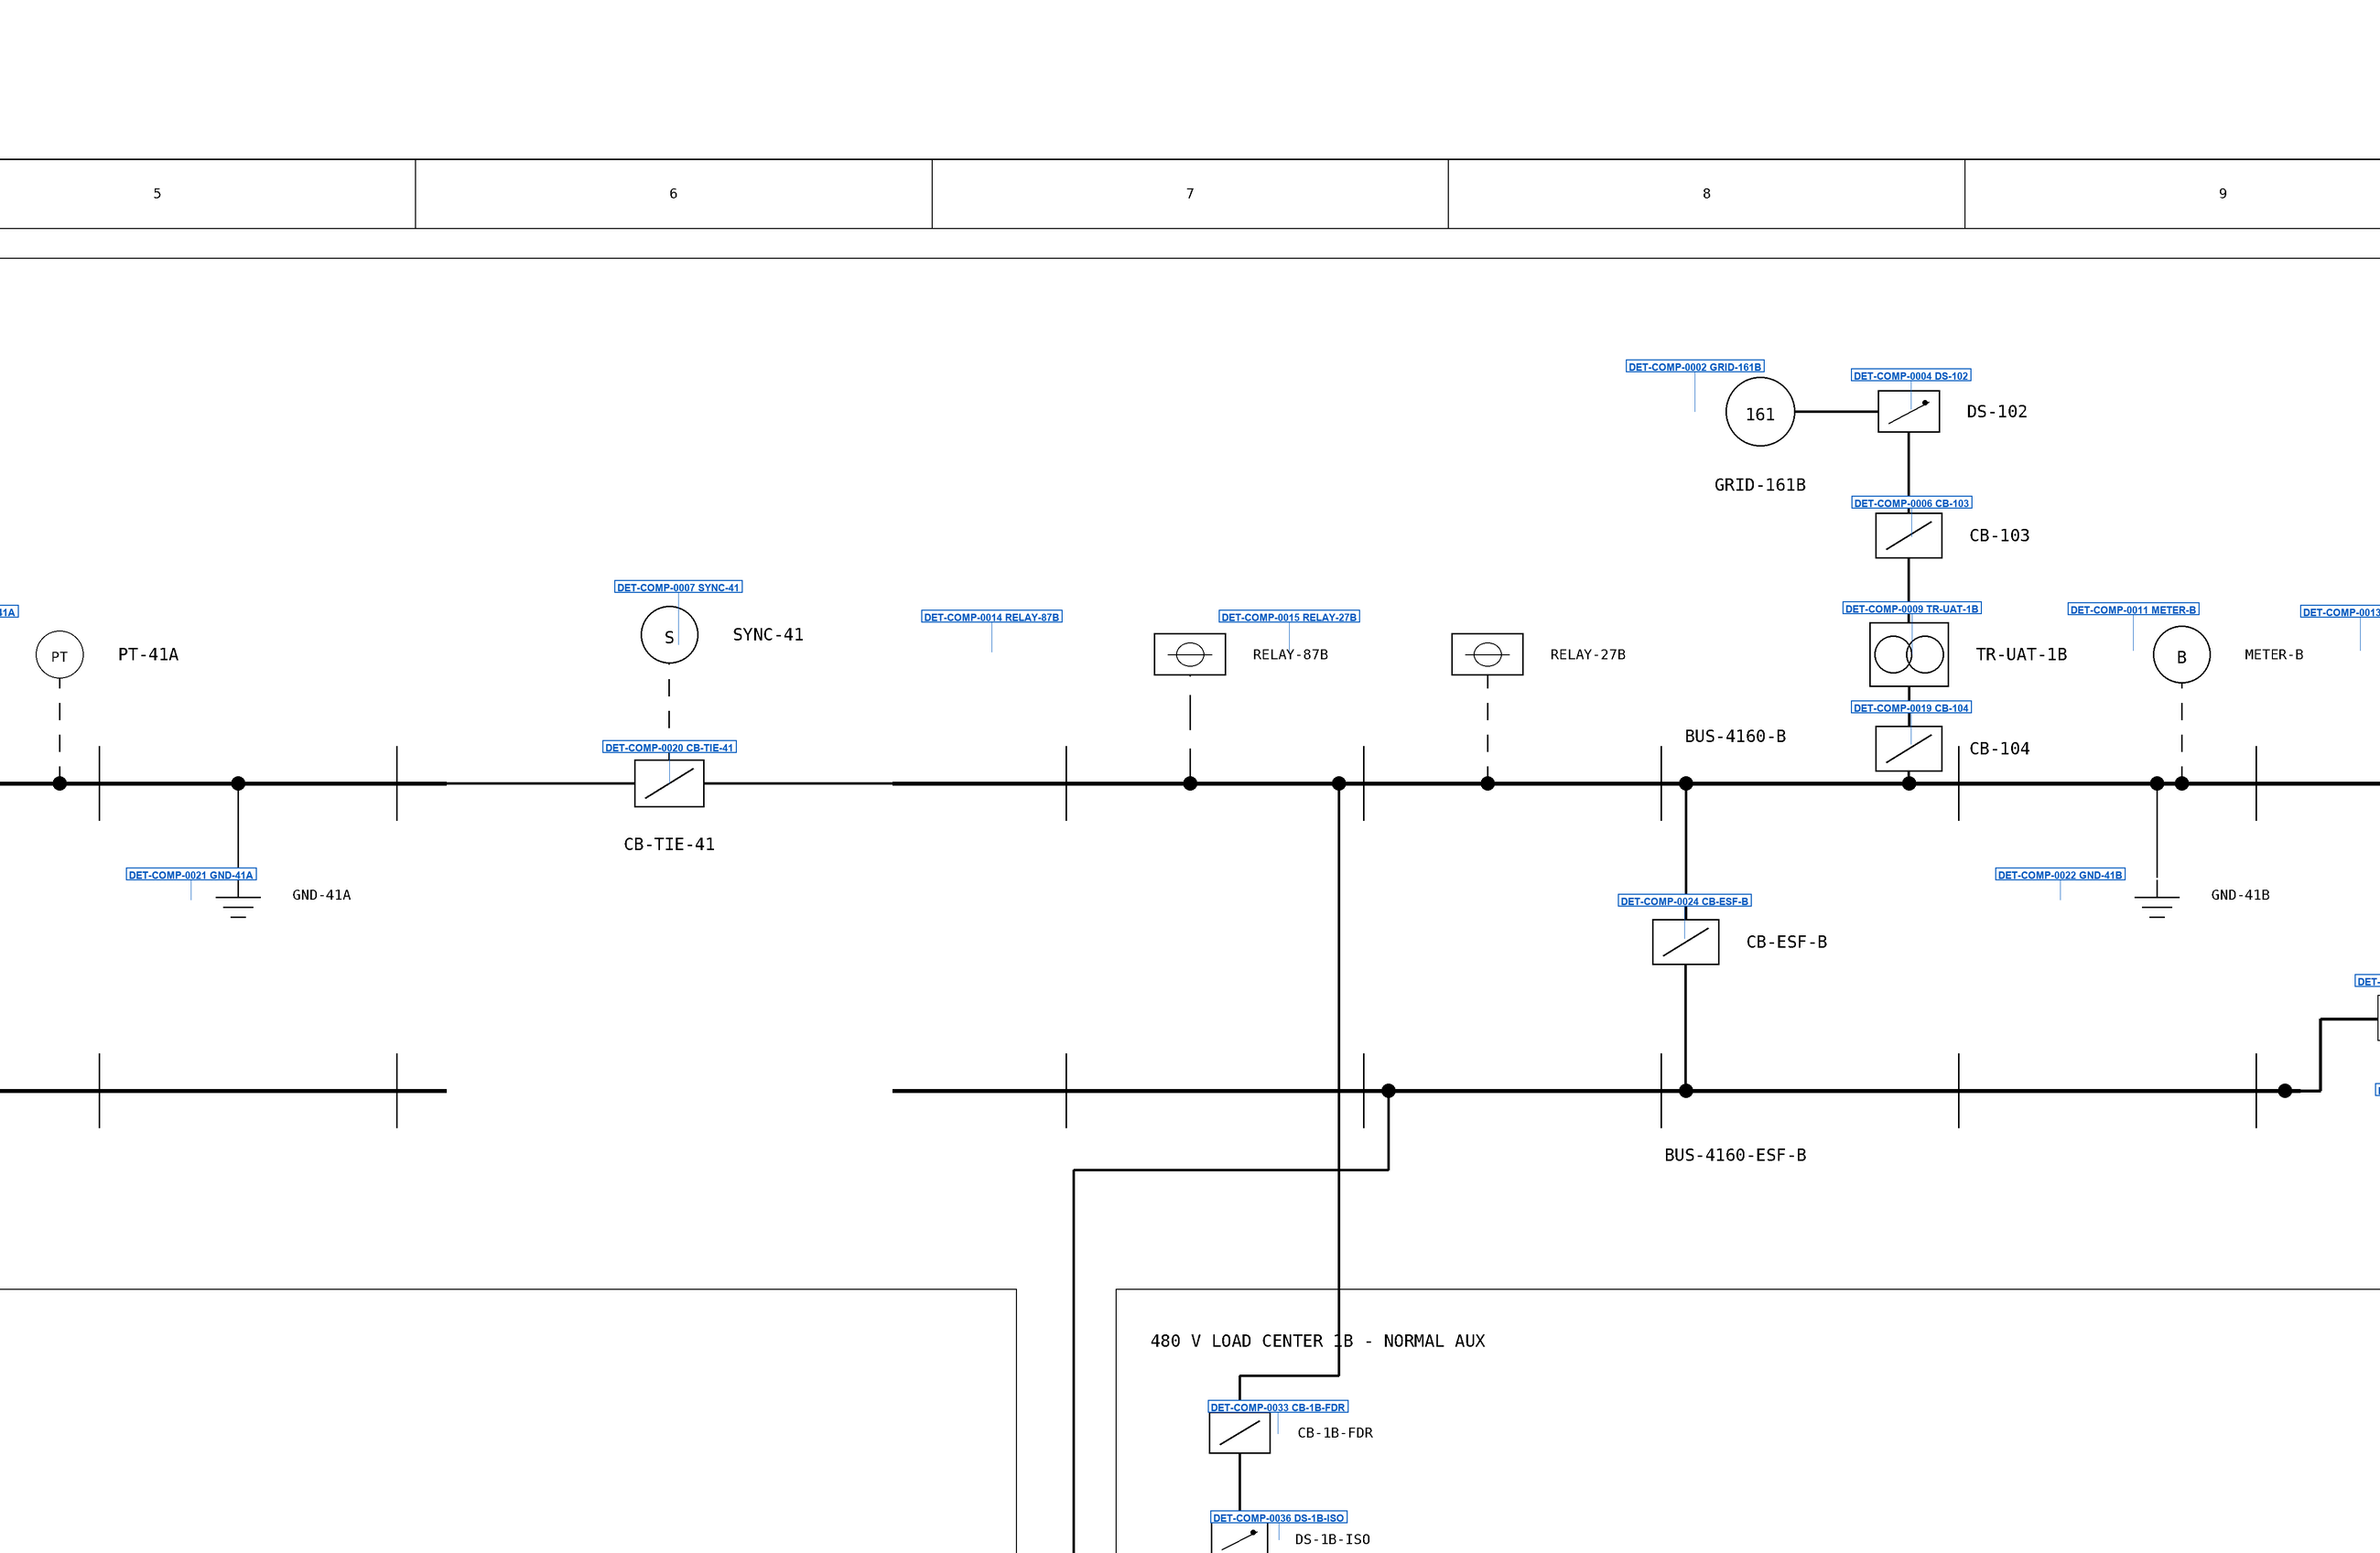 5
6
7
8
9
DET-COMP-0002 GRID-161B
DET-COMP-0004 DS-102
161
DS-102
GRID-161B
DET-COMP-0006 CB-103
CB-103
DET-COMP-0007 SYNC-41
S
SYNC-41
41A
PT
PT-41A
DET-COMP-0014 RELAY-87B
DET-COMP-0015 RELAY-27B
RELAY-87B
RELAY-27B
DET-COMP-0009 TR-UAT-1B
TR-UAT-1B
DET-COMP-0011 METER-B
B
METER-B
DET-COMP-0013
DET-COMP-0019 CB-104
CB-104
BUS-4160-B
DET-COMP-0020 CB-TIE-41
CB-TIE-41
DET-COMP-0021 GND-41A
GND-41A
DET-COMP-0022 GND-41B
GND-41B
DET-COMP-0024 CB-ESF-B
CB-ESF-B
DET-
BUS-4160-ESF-B
480 V LOAD CENTER 1B - NORMAL AUX
DET-COMP-0033 CB-1B-FDR
CB-1B-FDR
DET-COMP-0036 DS-1B-ISO
DS-1B-ISO